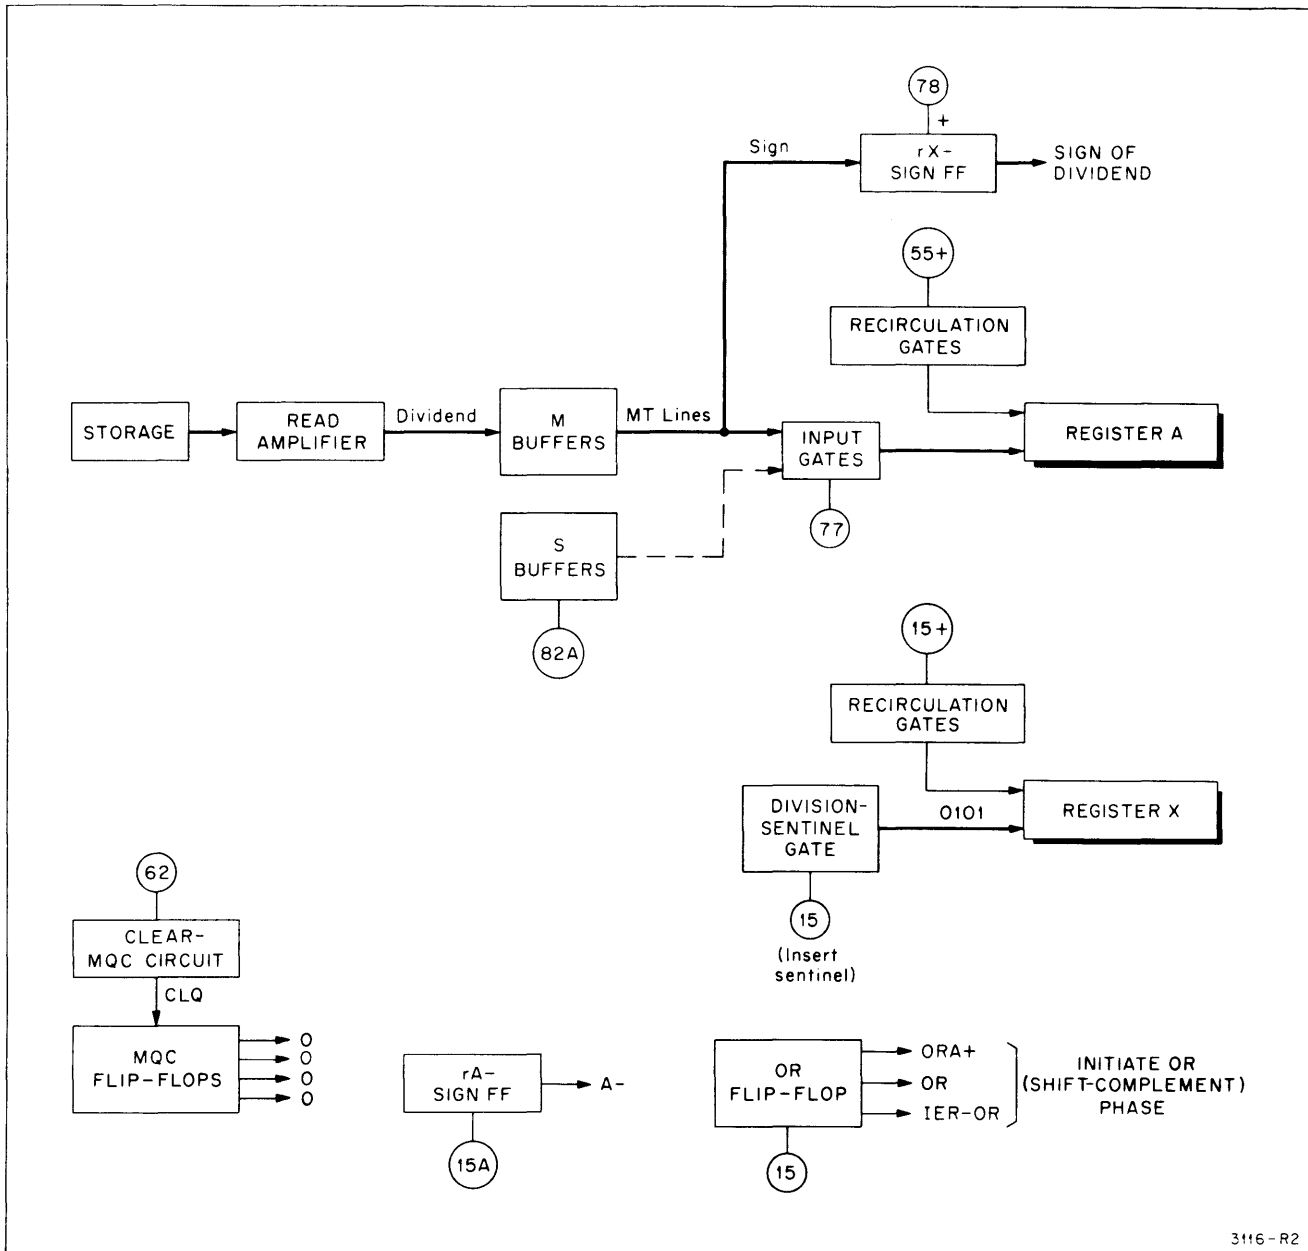 78
+
Sign
rX-
SIGN FF
SIGN OF
DIVIDEND
55+
RECIRCULATION
GATES
STORAGE
READ
AMPLIFIER
Dividend
M
BUFFERS
MT Lines
INPUT
GATES
REGISTER A
77
S
BUFFERS
82A
15+
RECIRCULATION
GATES
DIVISION-
SENTINEL
GATE
0101
REGISTER X
15
(Insert
sentinel)
62
CLEAR-
MQC CIRCUIT
CLQ
MQC
FLIP-FLOPS
0
0
0
0
rA-
SIGN FF
A-
15A
OR
FLIP-FLOP
ORA+
OR
IER-OR
INITIATE OR
(SHIFT-COMPLEMENT)
PHASE
15
3116-R2